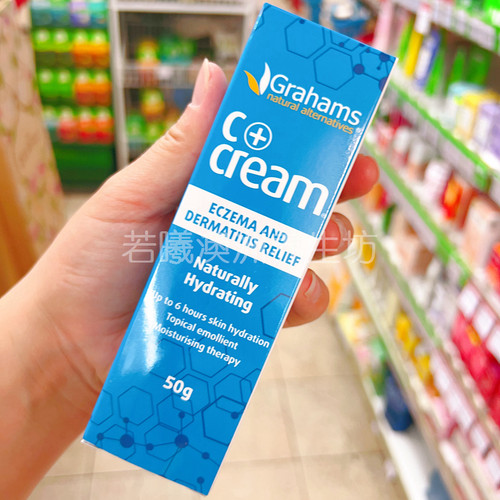 Grahams
natural alternatives
C+
cream
ECZEMA AND
DERMATITIS RELIEF
Naturally
Hydrating
Up to 6 hours skin hydration
Topical emollient
Moisturising therapy
50g
若曦澳洲 生坊